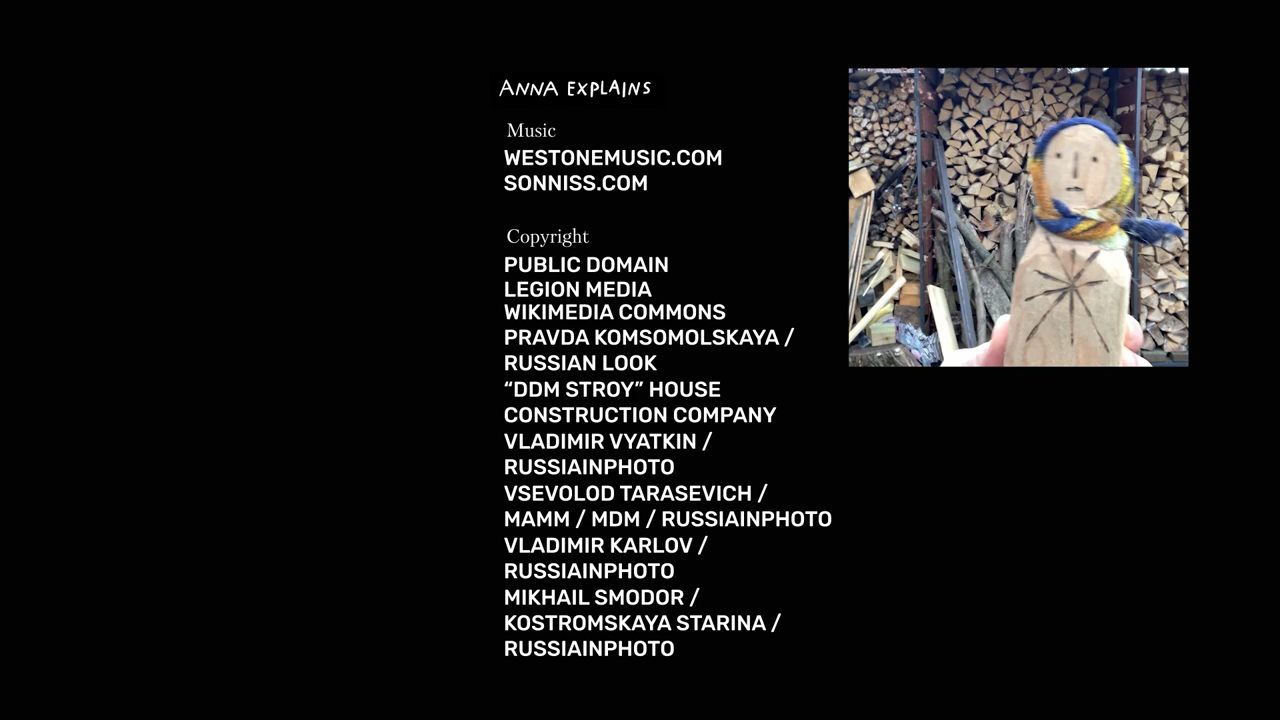 ANNA EXPLAINS
Music
WESTONEMUSIC.COM
SONNISS.COM
Copyright
PUBLIC DOMAIN
LEGION MEDIA
WIKIMEDIA COMMONS
PRAVDA KOMSOMOLSKAYA /
RUSSIAN LOOK
“DDM STROY” HOUSE
CONSTRUCTION COMPANY
VLADIMIR VYATKIN /
RUSSIAINPHOTO
VSEVOLOD TARASEVICH /
MAMM / MDM / RUSSIAINPHOTO
VLADIMIR KARLOV /
RUSSIAINPHOTO
MIKHAIL SMODOR /
KOSTROMSKAYA STARINA /
RUSSIAINPHOTO